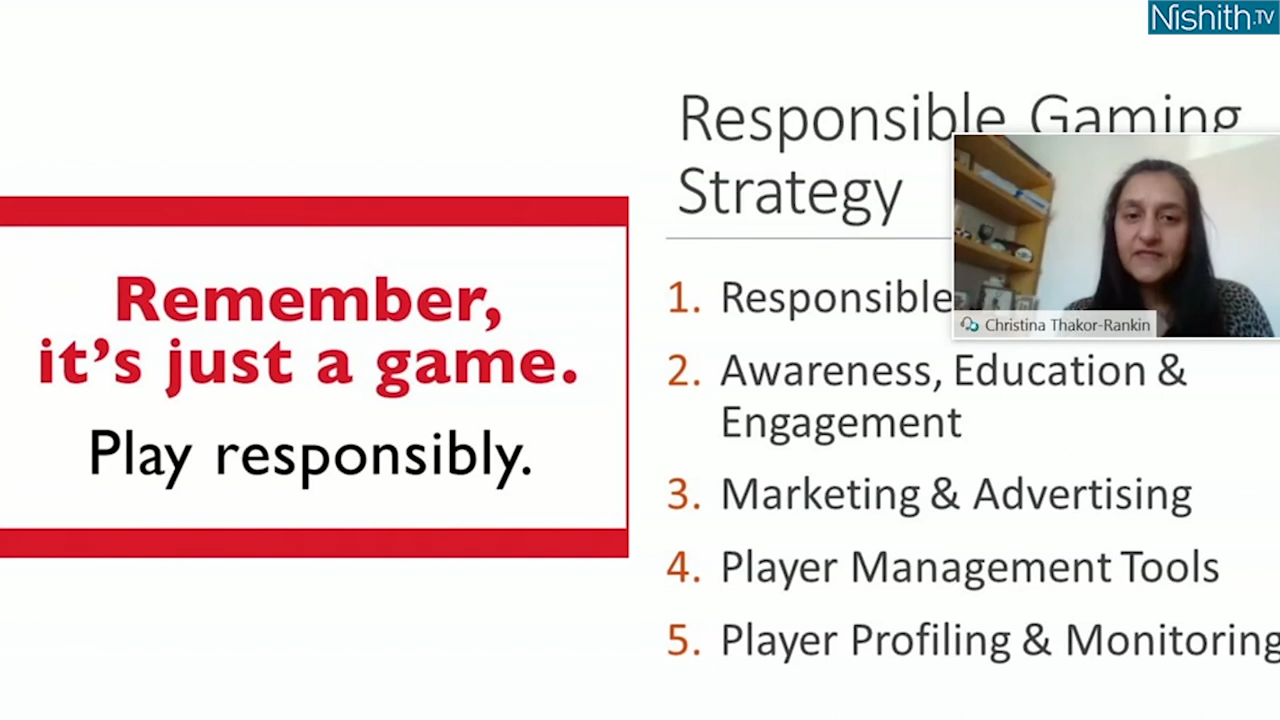 Nishith.TV
Responsible Gaming
Strategy
Remember,
it's just a game.
Play responsibly.
1. Responsible
2. Awareness, Education &
Engagement
3. Marketing & Advertising
4. Player Management Tools
5. Player Profiling & Monitoring
Christina Thakor-Rankin